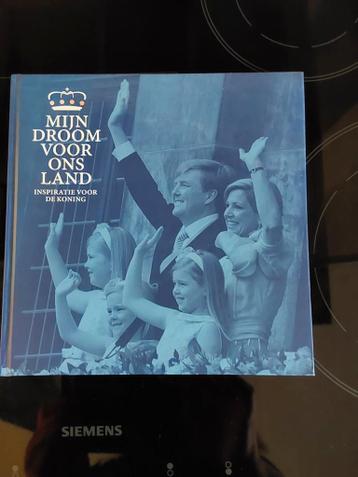 MIJN
DROOM
VOOR
ONS
LAND
INSPIRATIE VOOR
DE KONING
SIEMENS